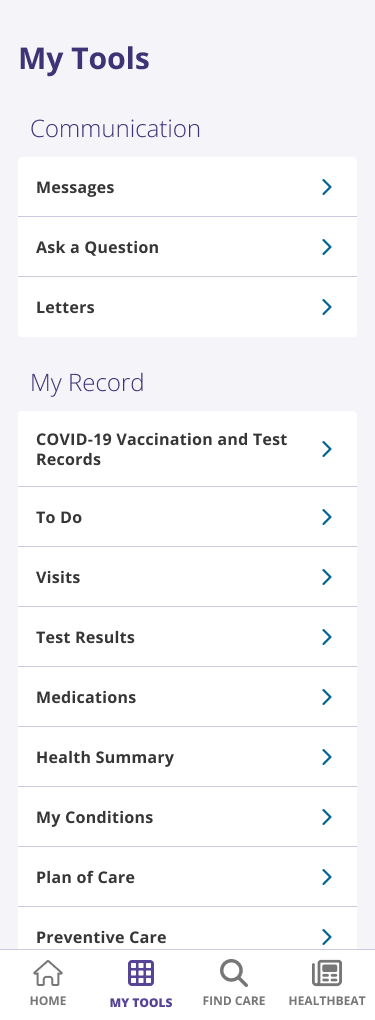 My Tools
Communication
Messages
Ask a Question
Letters
My Record
COVID-19 Vaccination and Test
Records
To Do
Visits
Test Results
Medications
Health Summary
My Conditions
Plan of Care
Preventive Care
HOME
MY TOOLS
FIND CARE
HEALTHBEAT